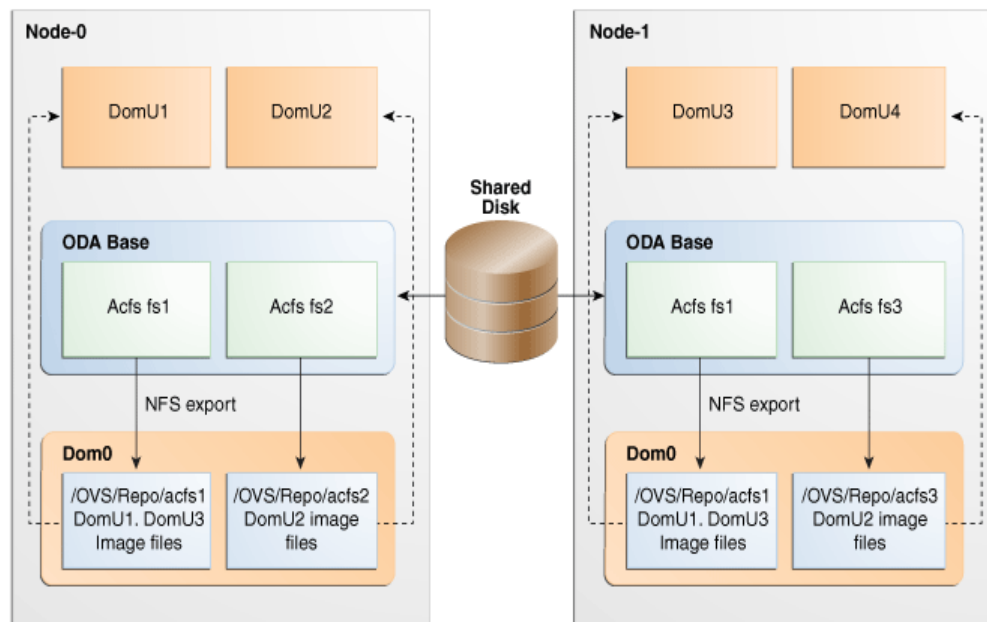 Node-0
DomU1
DomU2
ODA Base
Acfs fs1
Acfs fs2
NFS export
Dom0
/OVS/Repo/acfs1
DomU1. DomU3
Image files
/OVS/Repo/acfs2
DomU2 image
files
Shared
Disk
Node-1
DomU3
DomU4
ODA Base
Acfs fs1
Acfs fs3
NFS export
Dom0
/OVS/Repo/acfs1
DomU1. DomU3
Image files
/OVS/Repo/acfs3
DomU2 image
files